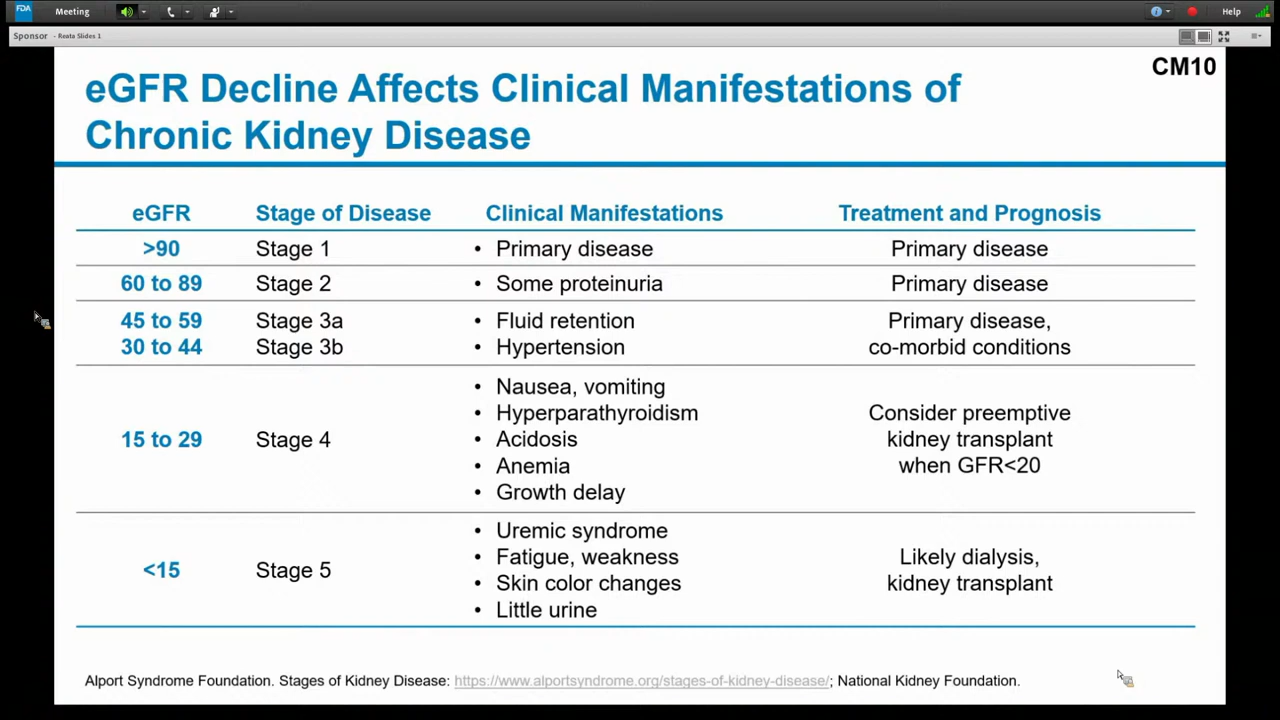 FDA
Meeting
Help
Sponsor - Reata Slides 1
CM10
eGFR Decline Affects Clinical Manifestations of
Chronic Kidney Disease
eGFR Stage of Disease Clinical Manifestations Treatment and Prognosis
>90 Stage 1 • Primary disease Primary disease
60 to 89 Stage 2 • Some proteinuria Primary disease
45 to 59 Stage 3a • Fluid retention Primary disease,
30 to 44 Stage 3b • Hypertension co-morbid conditions
• Nausea, vomiting
• Hyperparathyroidism Consider preemptive
15 to 29 Stage 4 • Acidosis kidney transplant
• Anemia when GFR<20
• Growth delay
• Uremic syndrome
• Fatigue, weakness Likely dialysis,
<15 Stage 5
• Skin color changes kidney transplant
• Little urine
Alport Syndrome Foundation. Stages of Kidney Disease: https://www.alportsyndrome.org/stages-of-kidney-disease/; National Kidney Foundation.